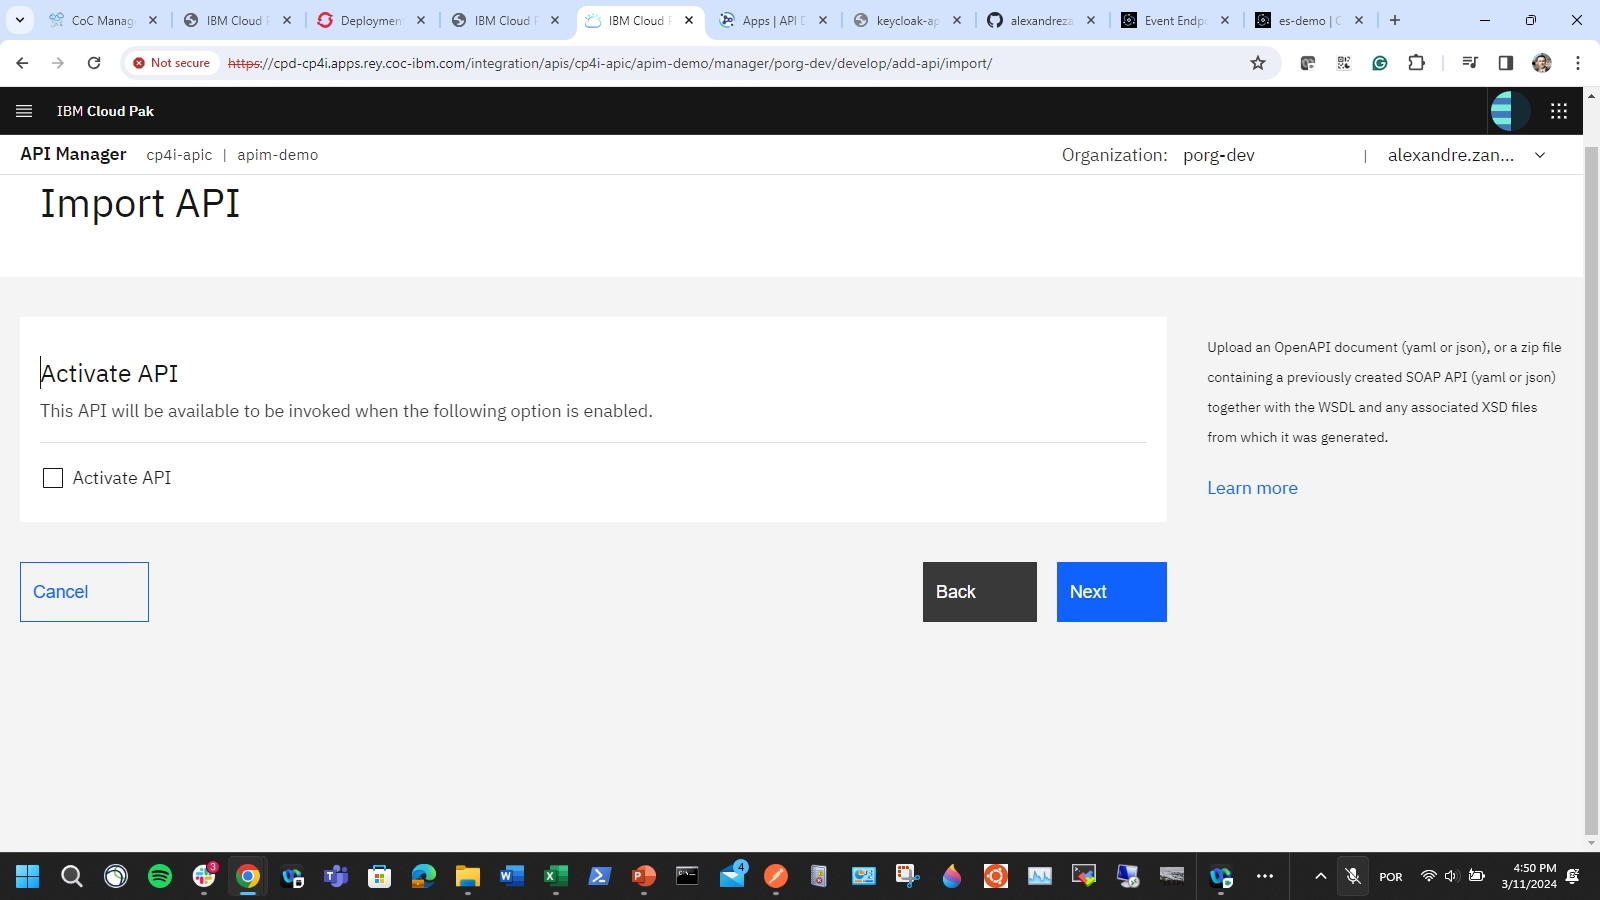 CoC Manag
IBM Cloud P
Deploymen
IBM Cloud P
IBM Cloud P
Apps | API D
keycloak-ap
alexandreza
Event Endp
es-demo | C
Not secure
https://cpd-cp4i.apps.rey.coc-ibm.com/integration/apis/cp4i-apic/apim-demo/manager/porg-dev/develop/add-api/import/
IBM Cloud Pak
API Manager cp4i-apic | apim-demo
Organization: porg-dev | alexandre.zan...
Import API
Activate API
This API will be available to be invoked when the following option is enabled.
Activate API
Cancel
Back
Next
Upload an OpenAPI document (yaml or json), or a zip file
containing a previously created SOAP API (yaml or json)
together with the WSDL and any associated XSD files
from which it was generated.
Learn more
3
4
POR
4:50 PM
3/11/2024